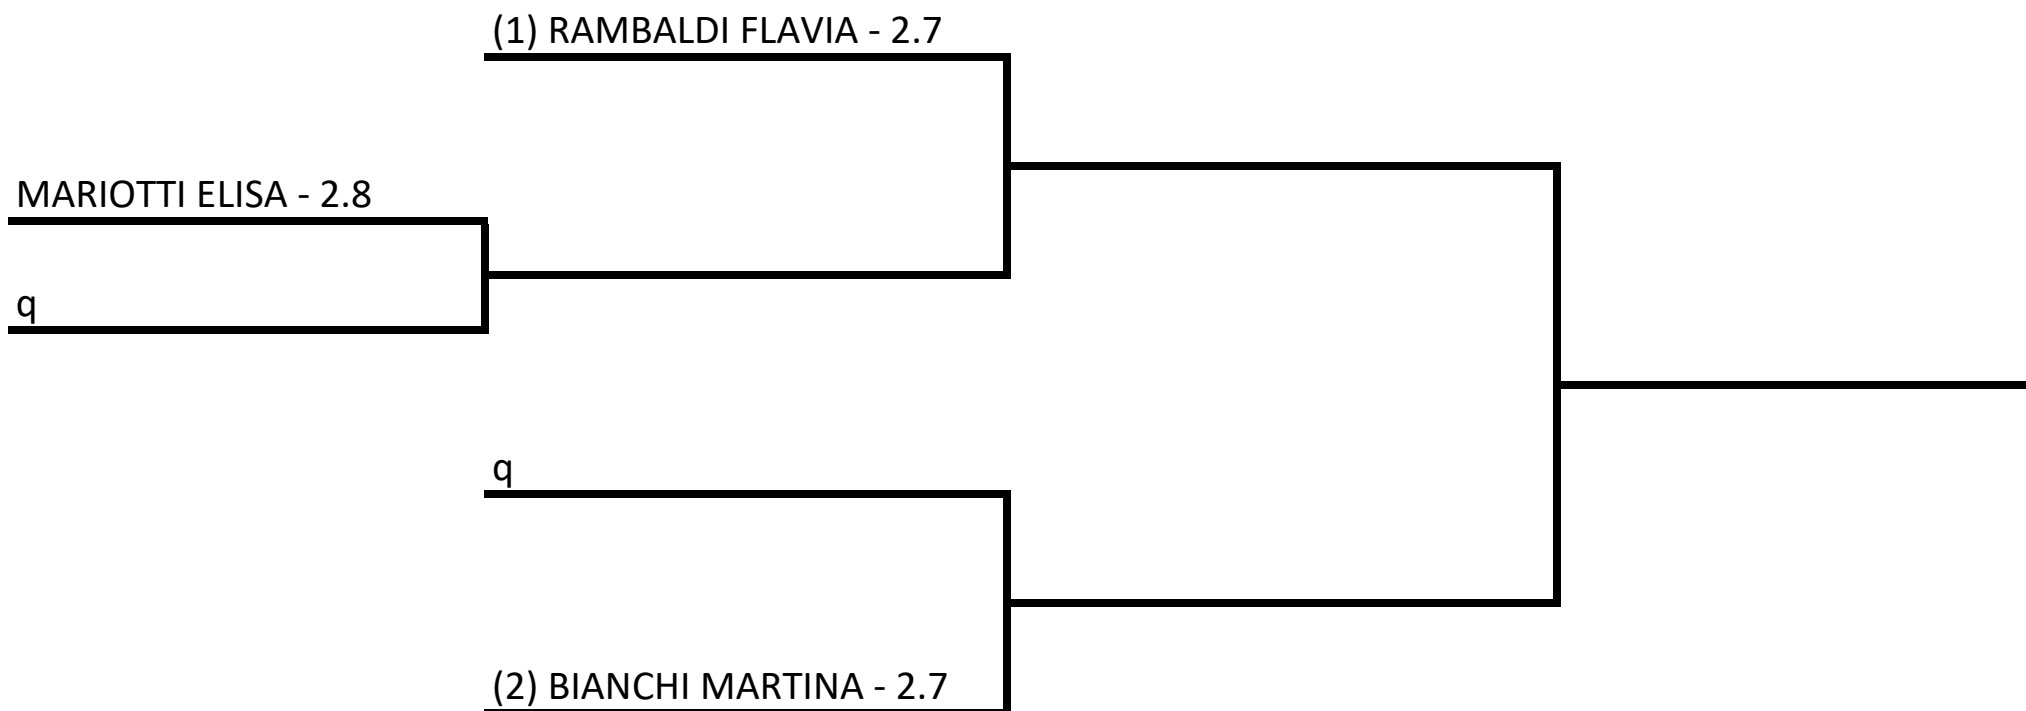 (1) RAMBALDI FLAVIA - 2.7
MARIOTTI ELISA - 2.8
q
q
(2) BIANCHI MARTINA - 2.7